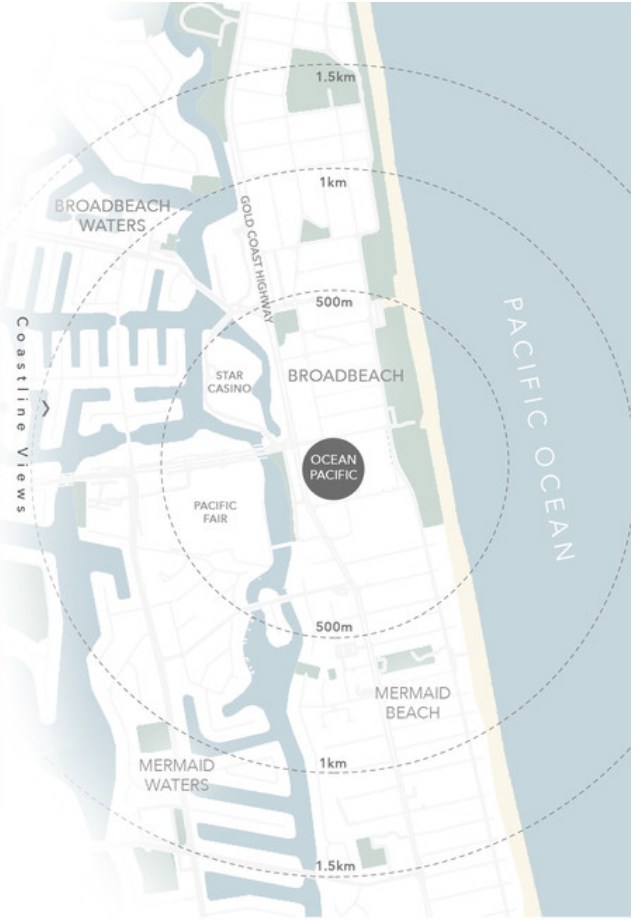 1.5km
1km
BROADBEACH
WATERS
GOLD COAST HIGHWAY
500m
PACIFIC OCEAN
Coastline Views
STAR
CASINO
BROADBEACH
OCEAN
PACIFIC
PACIFIC
FAIR
500m
MERMAID
BEACH
1km
MERMAID
WATERS
1.5km